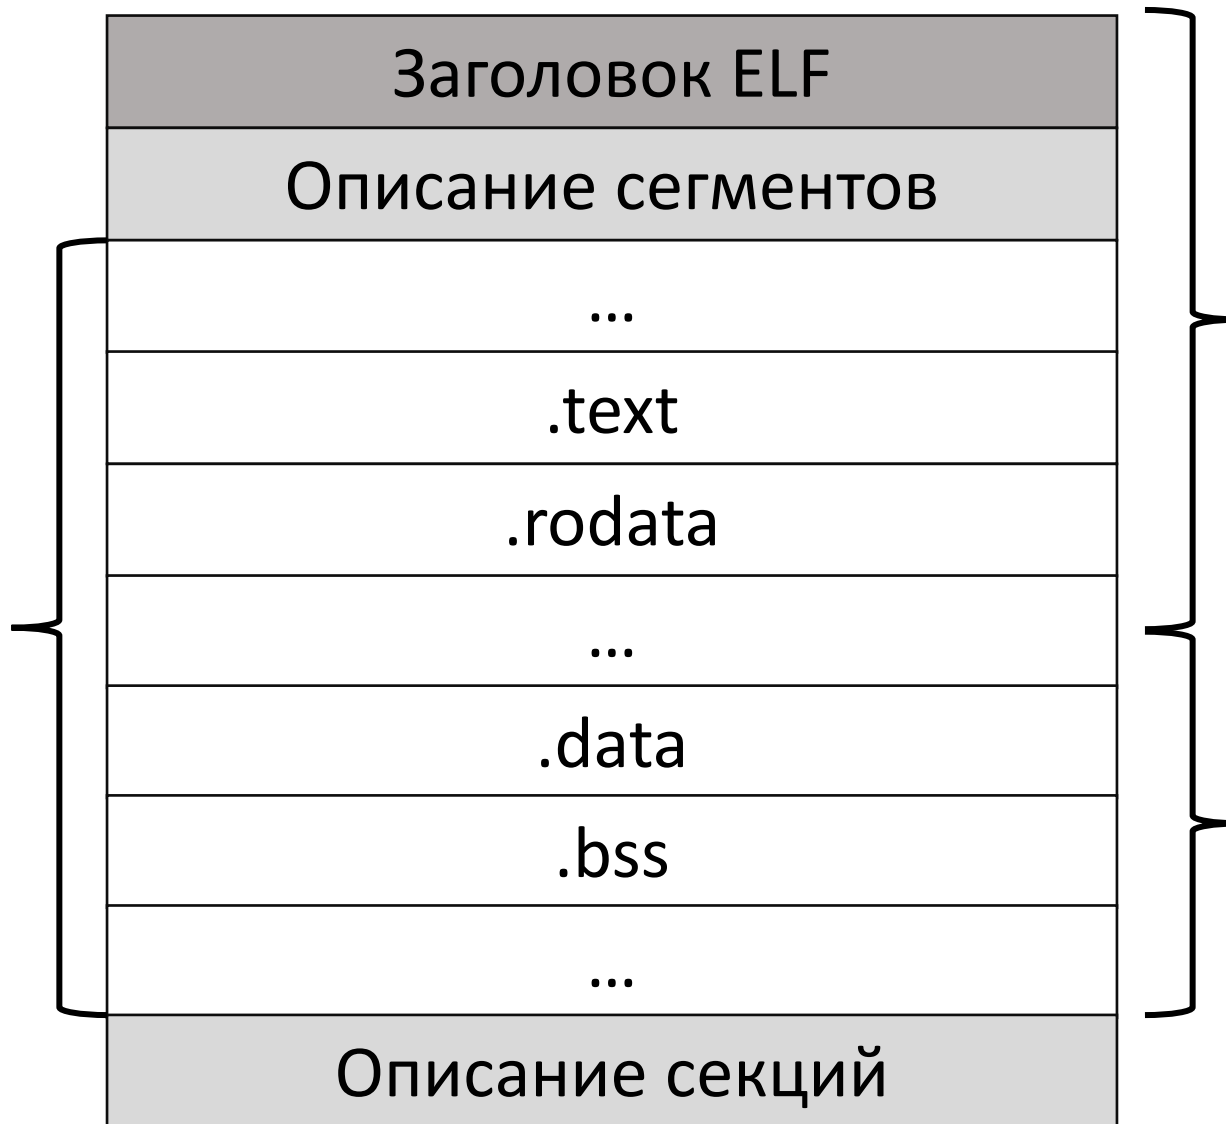 Заголовок ELF
Описание сегментов
...
.text
.rodata
...
.data
.bss
...
Описание секций